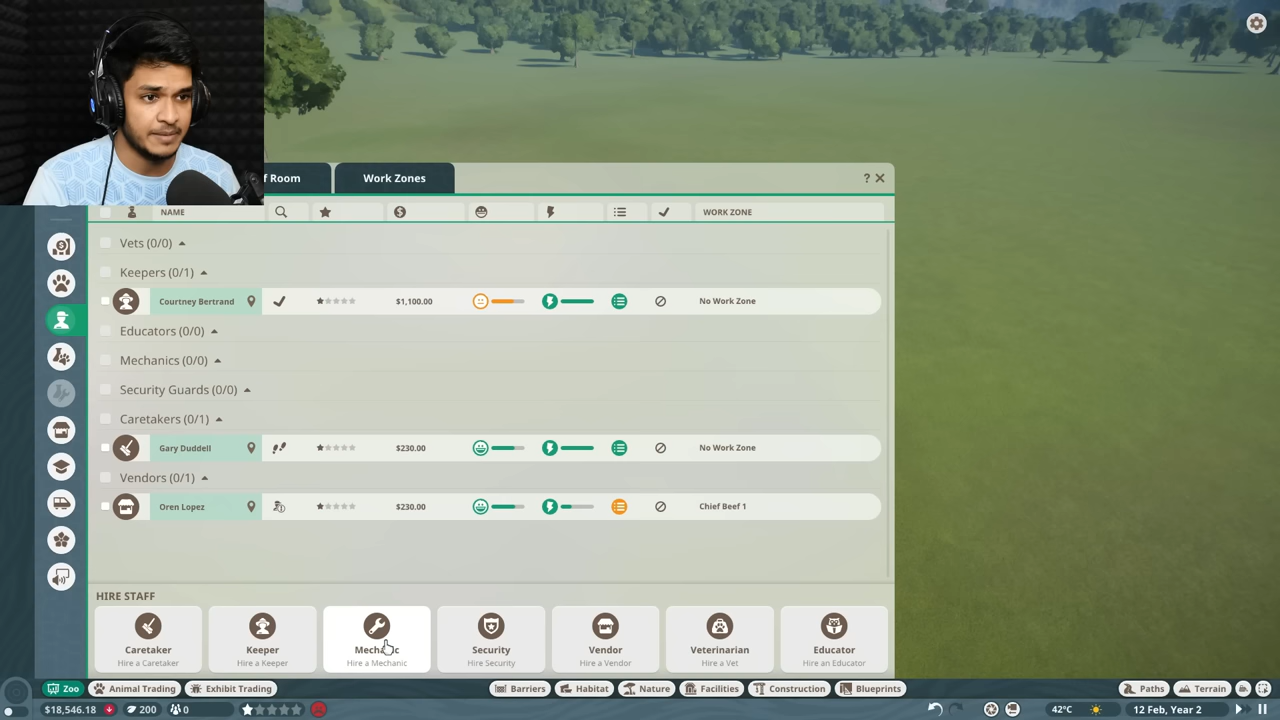 f Room
Work Zones
? ×
NAME
WORK ZONE
Vets (0/0)
Keepers (0/1)
Courtney Bertrand
$1,100.00
No Work Zone
Educators (0/0)
Mechanics (0/0)
Security Guards (0/0)
Caretakers (0/1)
Gary Duddell
$230.00
No Work Zone
Vendors (0/1)
Oren Lopez
$230.00
Chief Beef 1
HIRE STAFF
Caretaker
Hire a Caretaker
Keeper
Hire a Keeper
Mechanic
Hire a Mechanic
Security
Hire Security
Vendor
Hire a Vendor
Veterinarian
Hire a Vet
Educator
Hire an Educator
Zoo
Animal Trading
Exhibit Trading
Barriers
Habitat
Nature
Facilities
Construction
Blueprints
Paths
Terrain
$18,546.18
200
0
42°C
12 Feb, Year 2